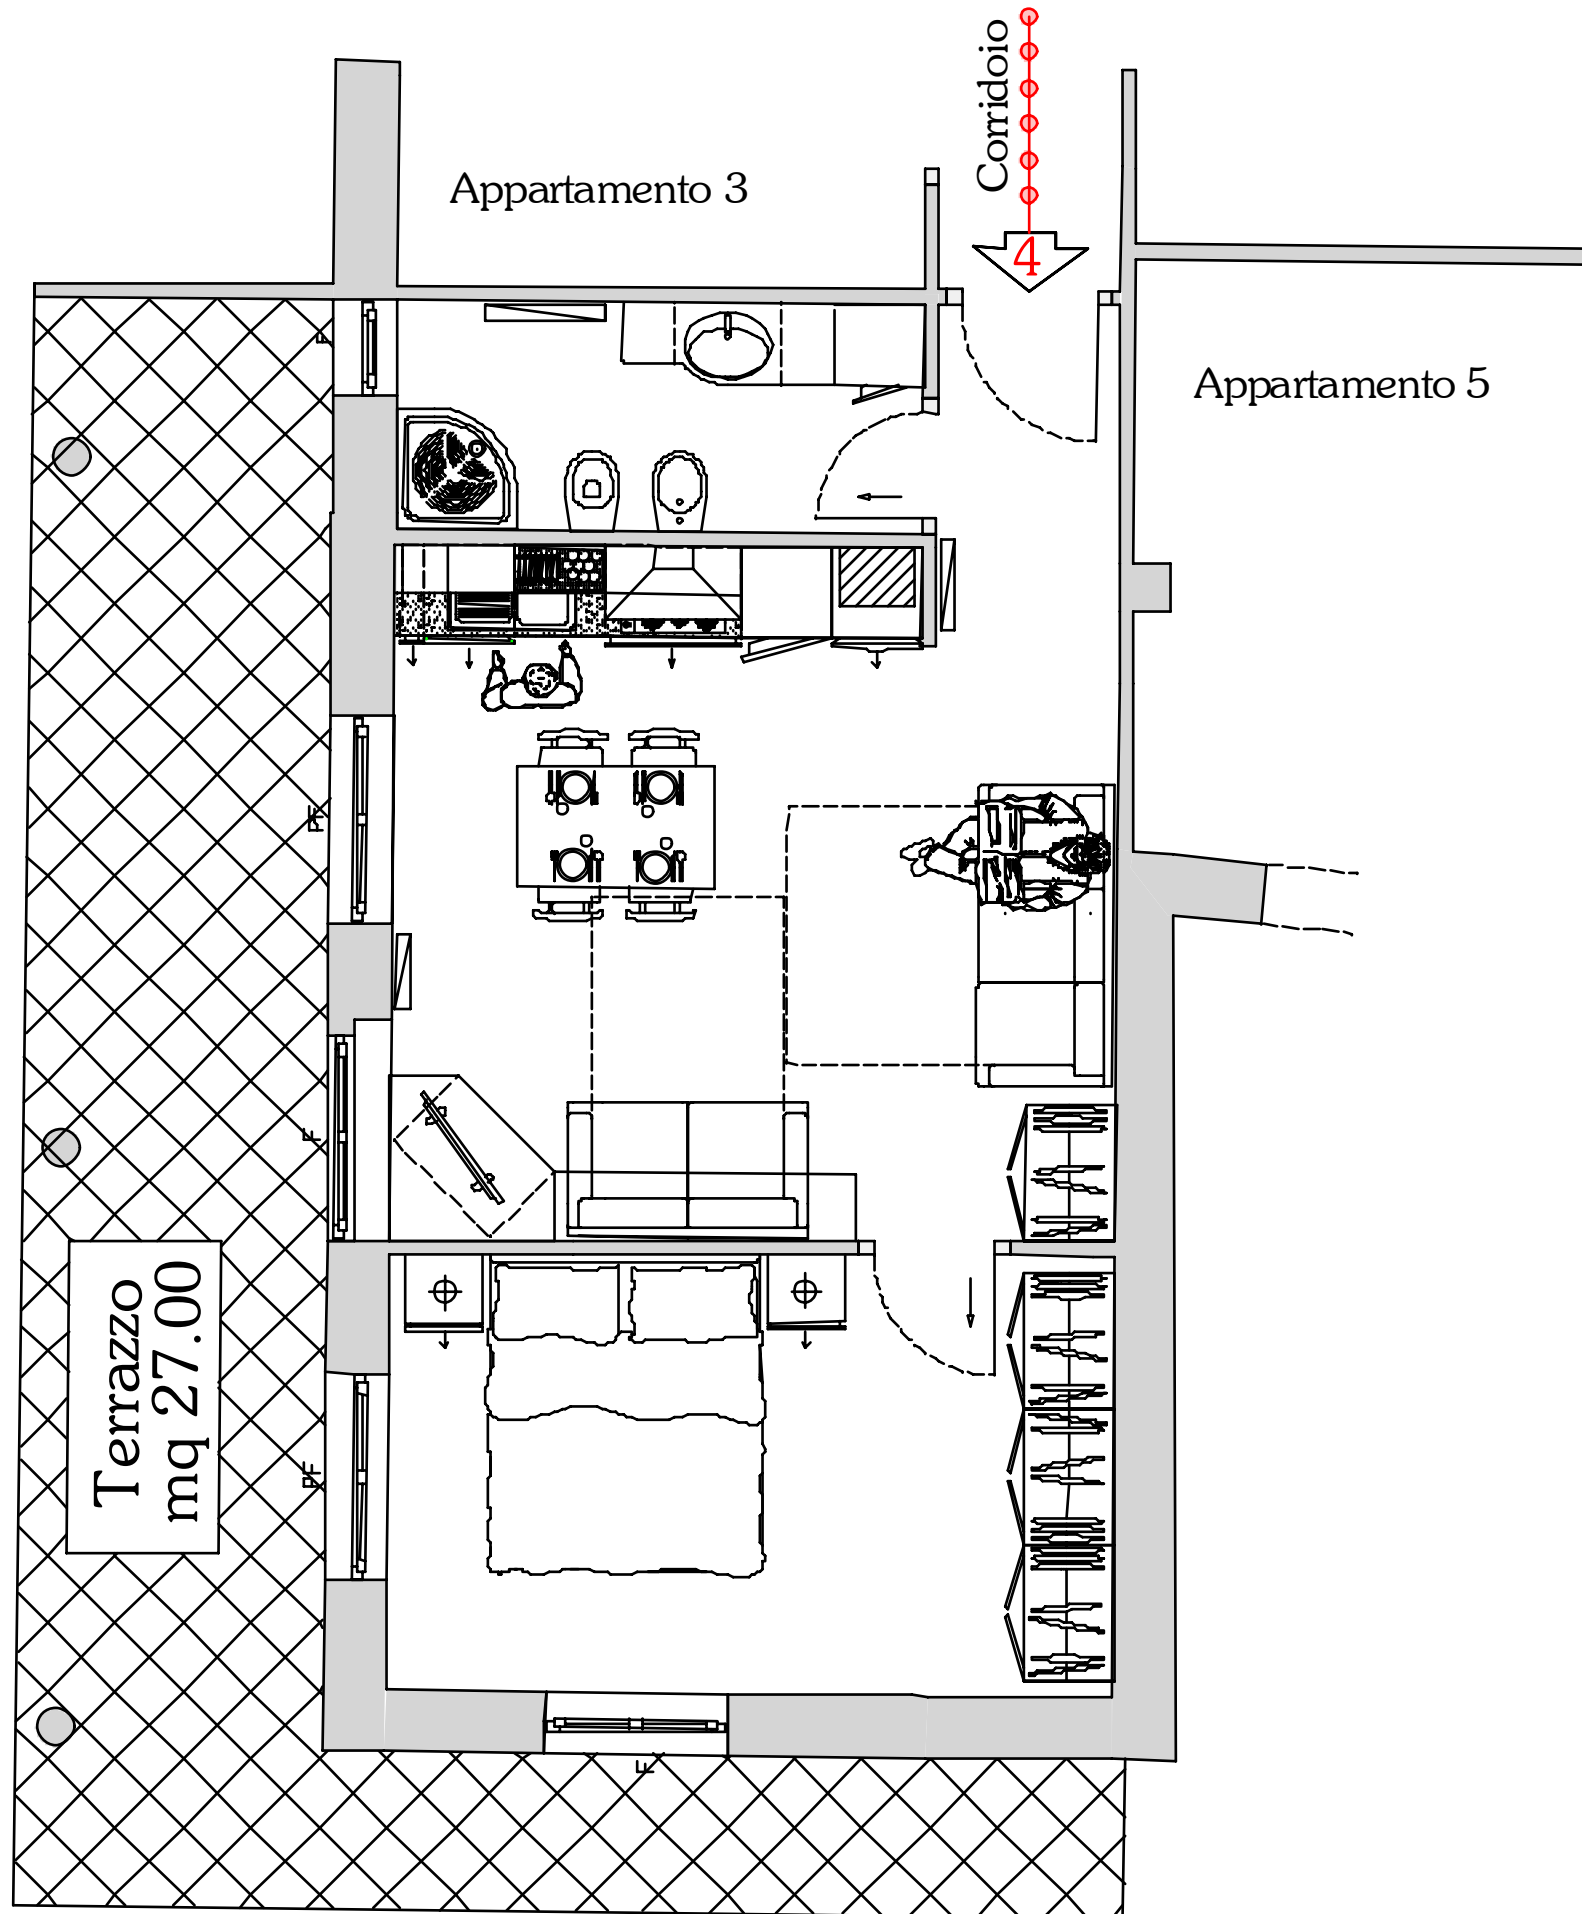 Corridoio
4
Appartamento 3
Appartamento 5
F
PF
F
Terrazzo
mq 27.00
PF
F